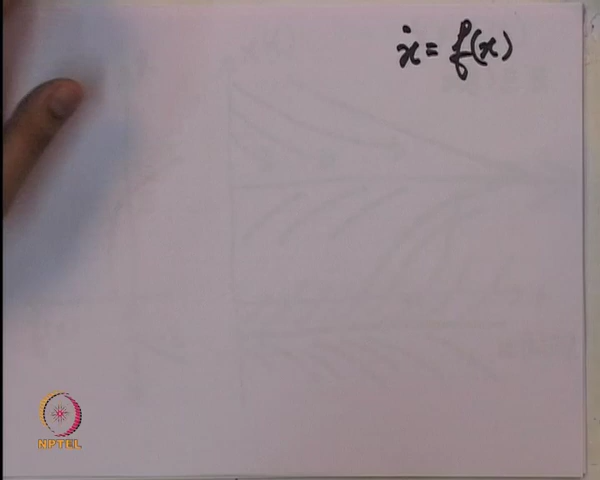 ẋ = f(x)
NPTEL